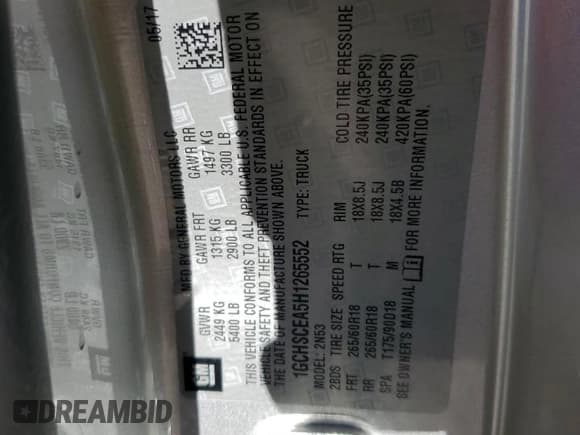 GM
MFD BY GENERAL MOTORS LLC
05/17
GVWR GAWR FRT GAWR RR
2449 KG 1315 KG 1497 KG
5400 LB 2900 LB 3300 LB
THIS VEHICLE CONFORMS TO ALL APPLICABLE U.S. FEDERAL MOTOR
VEHICLE SAFETY AND THEFT PREVENTION STANDARDS IN EFFECT ON
THE DATE OF MANUFACTURE SHOWN ABOVE.
1GCHSCEA5H1265552 TYPE: TRUCK
MODEL: 2N53
2BDS TIRE SIZE SPEED RTG RIM COLD TIRE PRESSURE
FRT 265/60R18 T 18X8.5J 240KPA(35PSI)
RR 265/60R18 T 18X8.5J 240KPA(35PSI)
SPA T175/90D18 M 18X4.5B 420KPA(60PSI)
SEE OWNER'S MANUAL FOR MORE INFORMATION.
DREAMBID